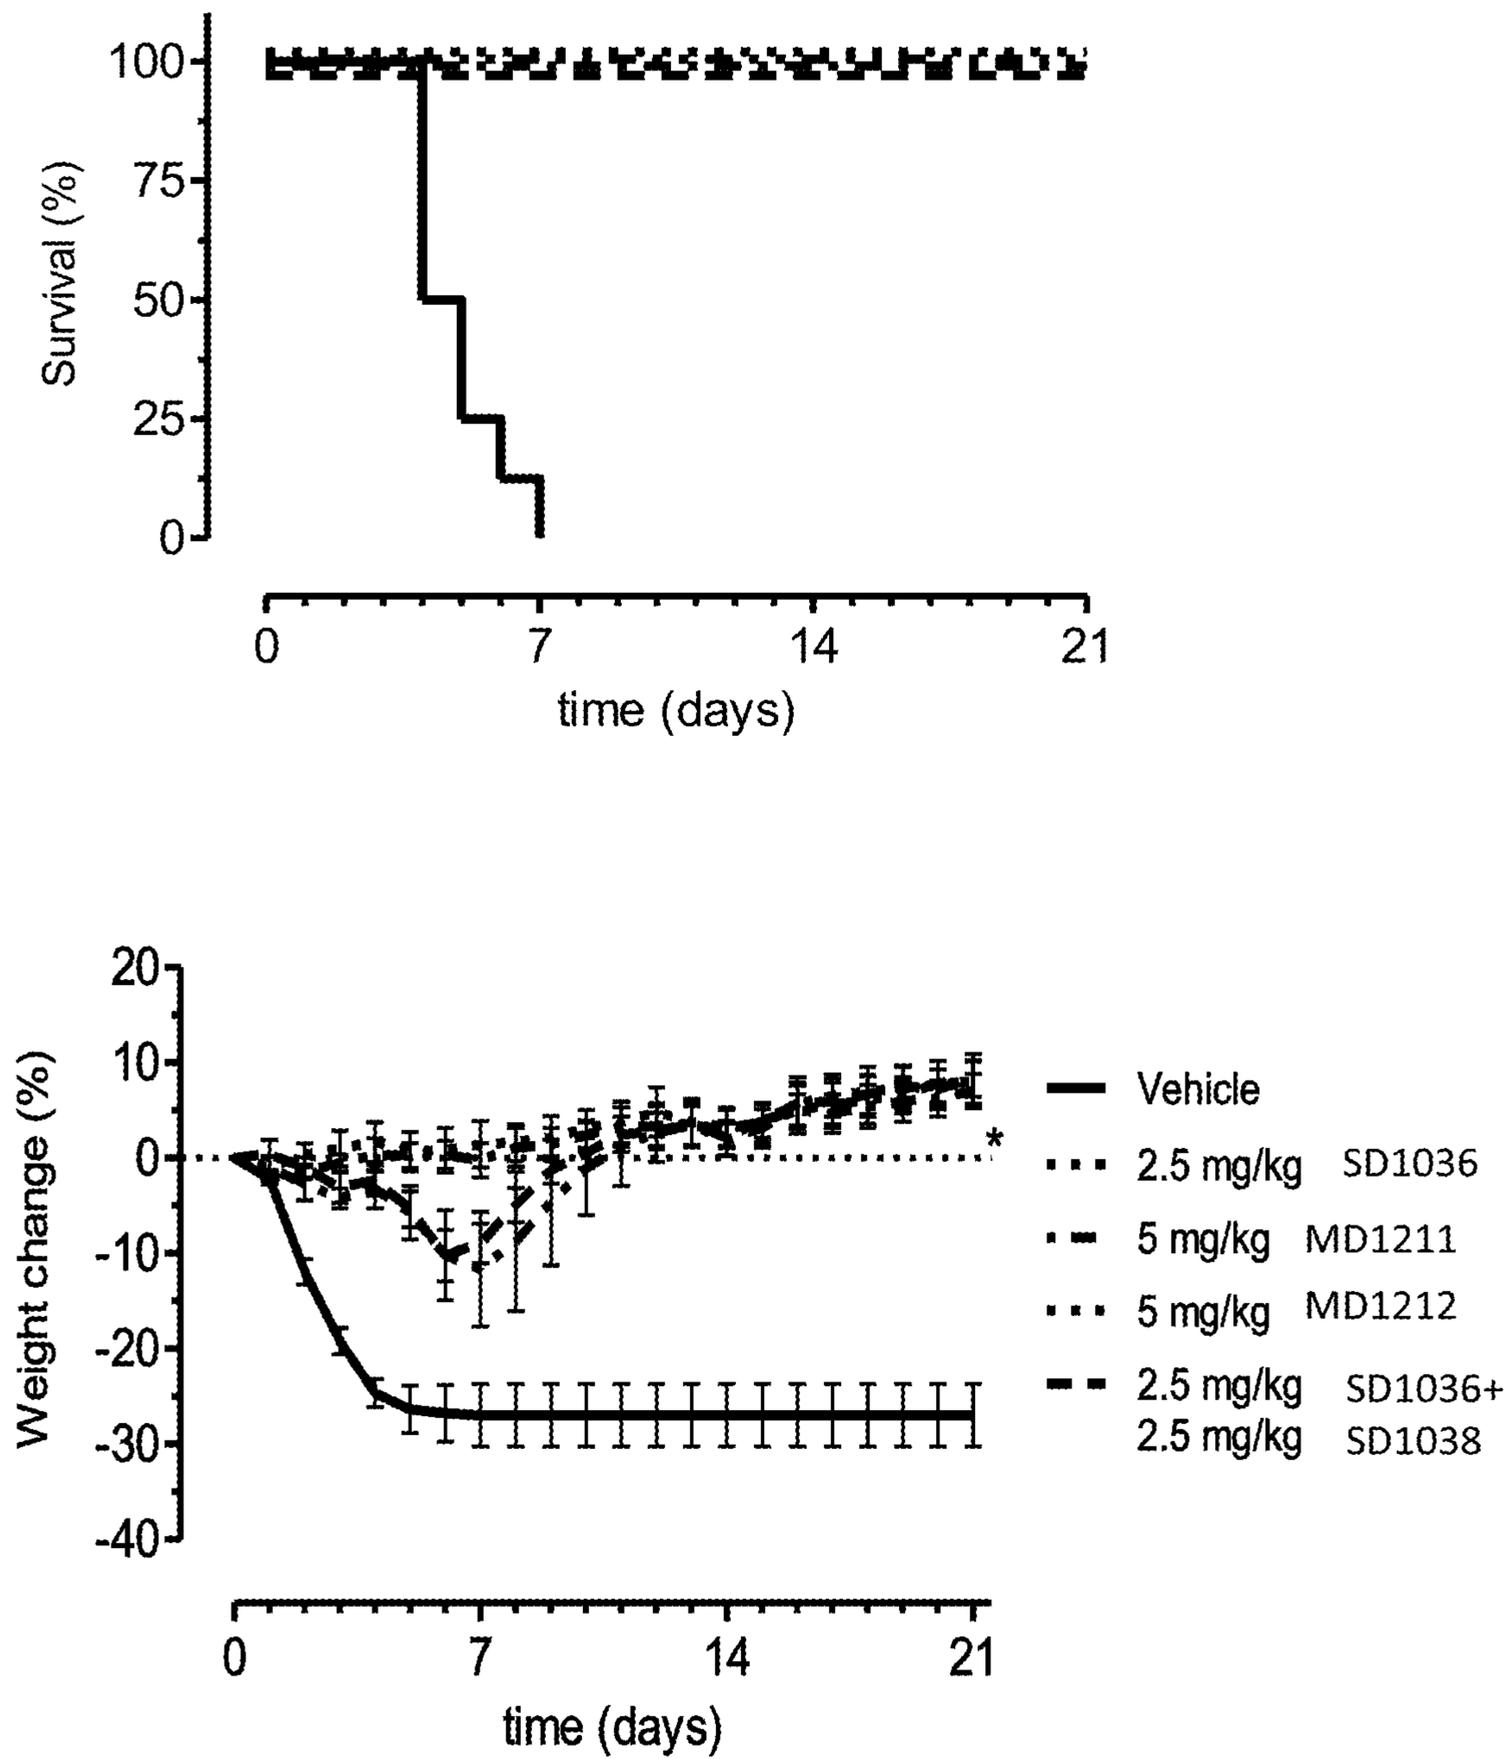 100
75
50
25
0
Survival (%)
0 7 14 21
time (days)
20
10
0
-10
-20
-30
-40
Weight change (%)
*
0 7 14 21
time (days)
Vehicle
2.5 mg/kg SD1036
5 mg/kg MD1211
5 mg/kg MD1212
2.5 mg/kg SD1036+
2.5 mg/kg SD1038